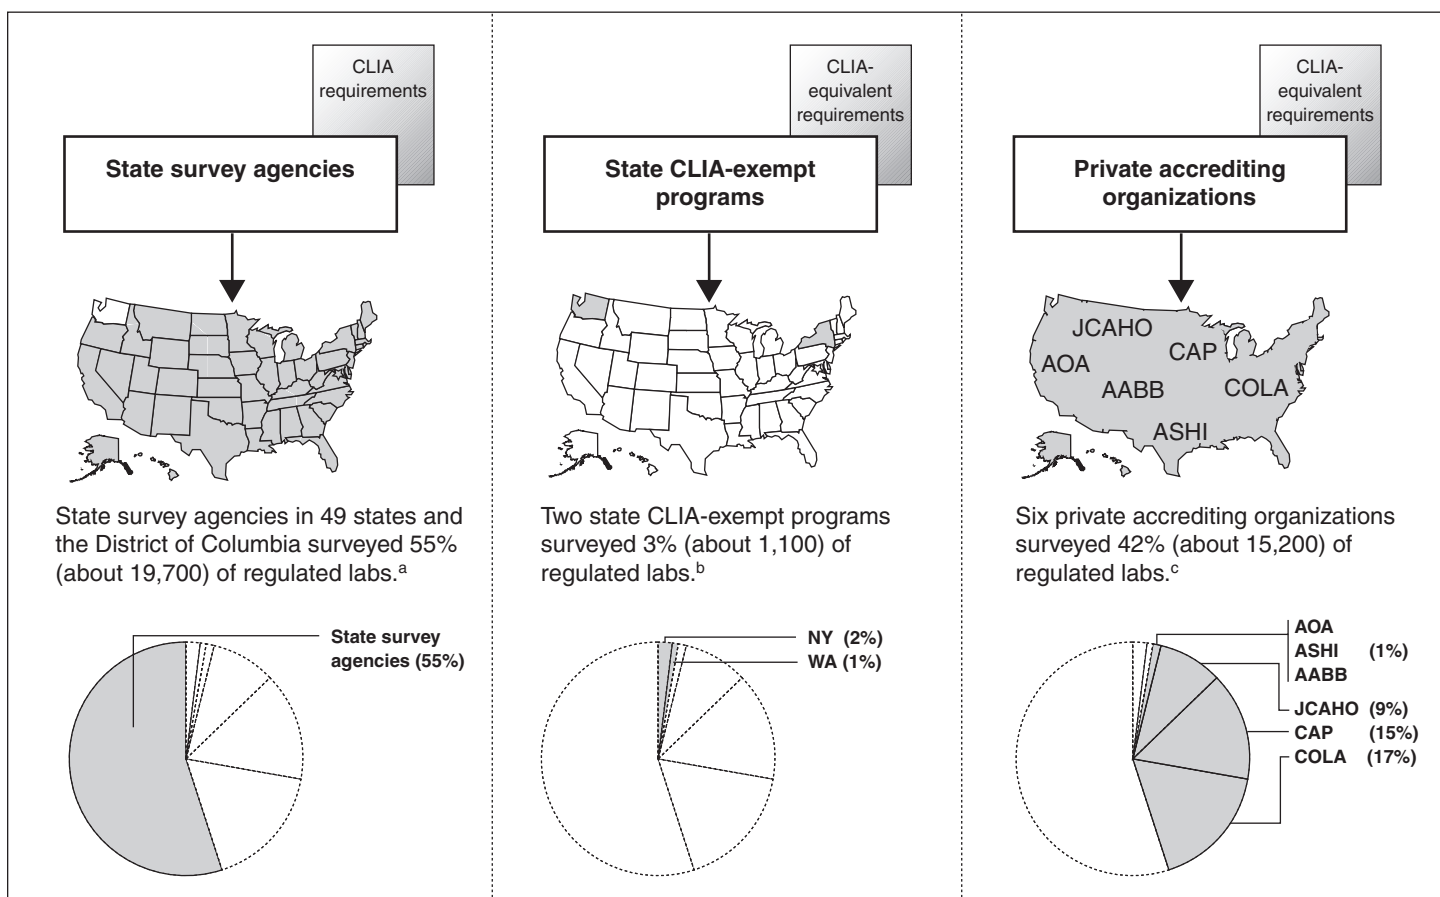 CLIA
requirements
State survey agencies
State survey agencies in 49 states and
the District of Columbia surveyed 55%
(about 19,700) of regulated labs.a
State survey
agencies (55%)
CLIA-
equivalent
requirements
State CLIA-exempt
programs
Two state CLIA-exempt programs
surveyed 3% (about 1,100) of
regulated labs.b
NY (2%)
WA (1%)
CLIA-
equivalent
requirements
Private accrediting
organizations
JCAHO
CAP
AOA
AABB
COLA
ASHI
Six private accrediting organizations
surveyed 42% (about 15,200) of
regulated labs.c
AOA
ASHI (1%)
AABB
JCAHO (9%)
CAP (15%)
COLA (17%)